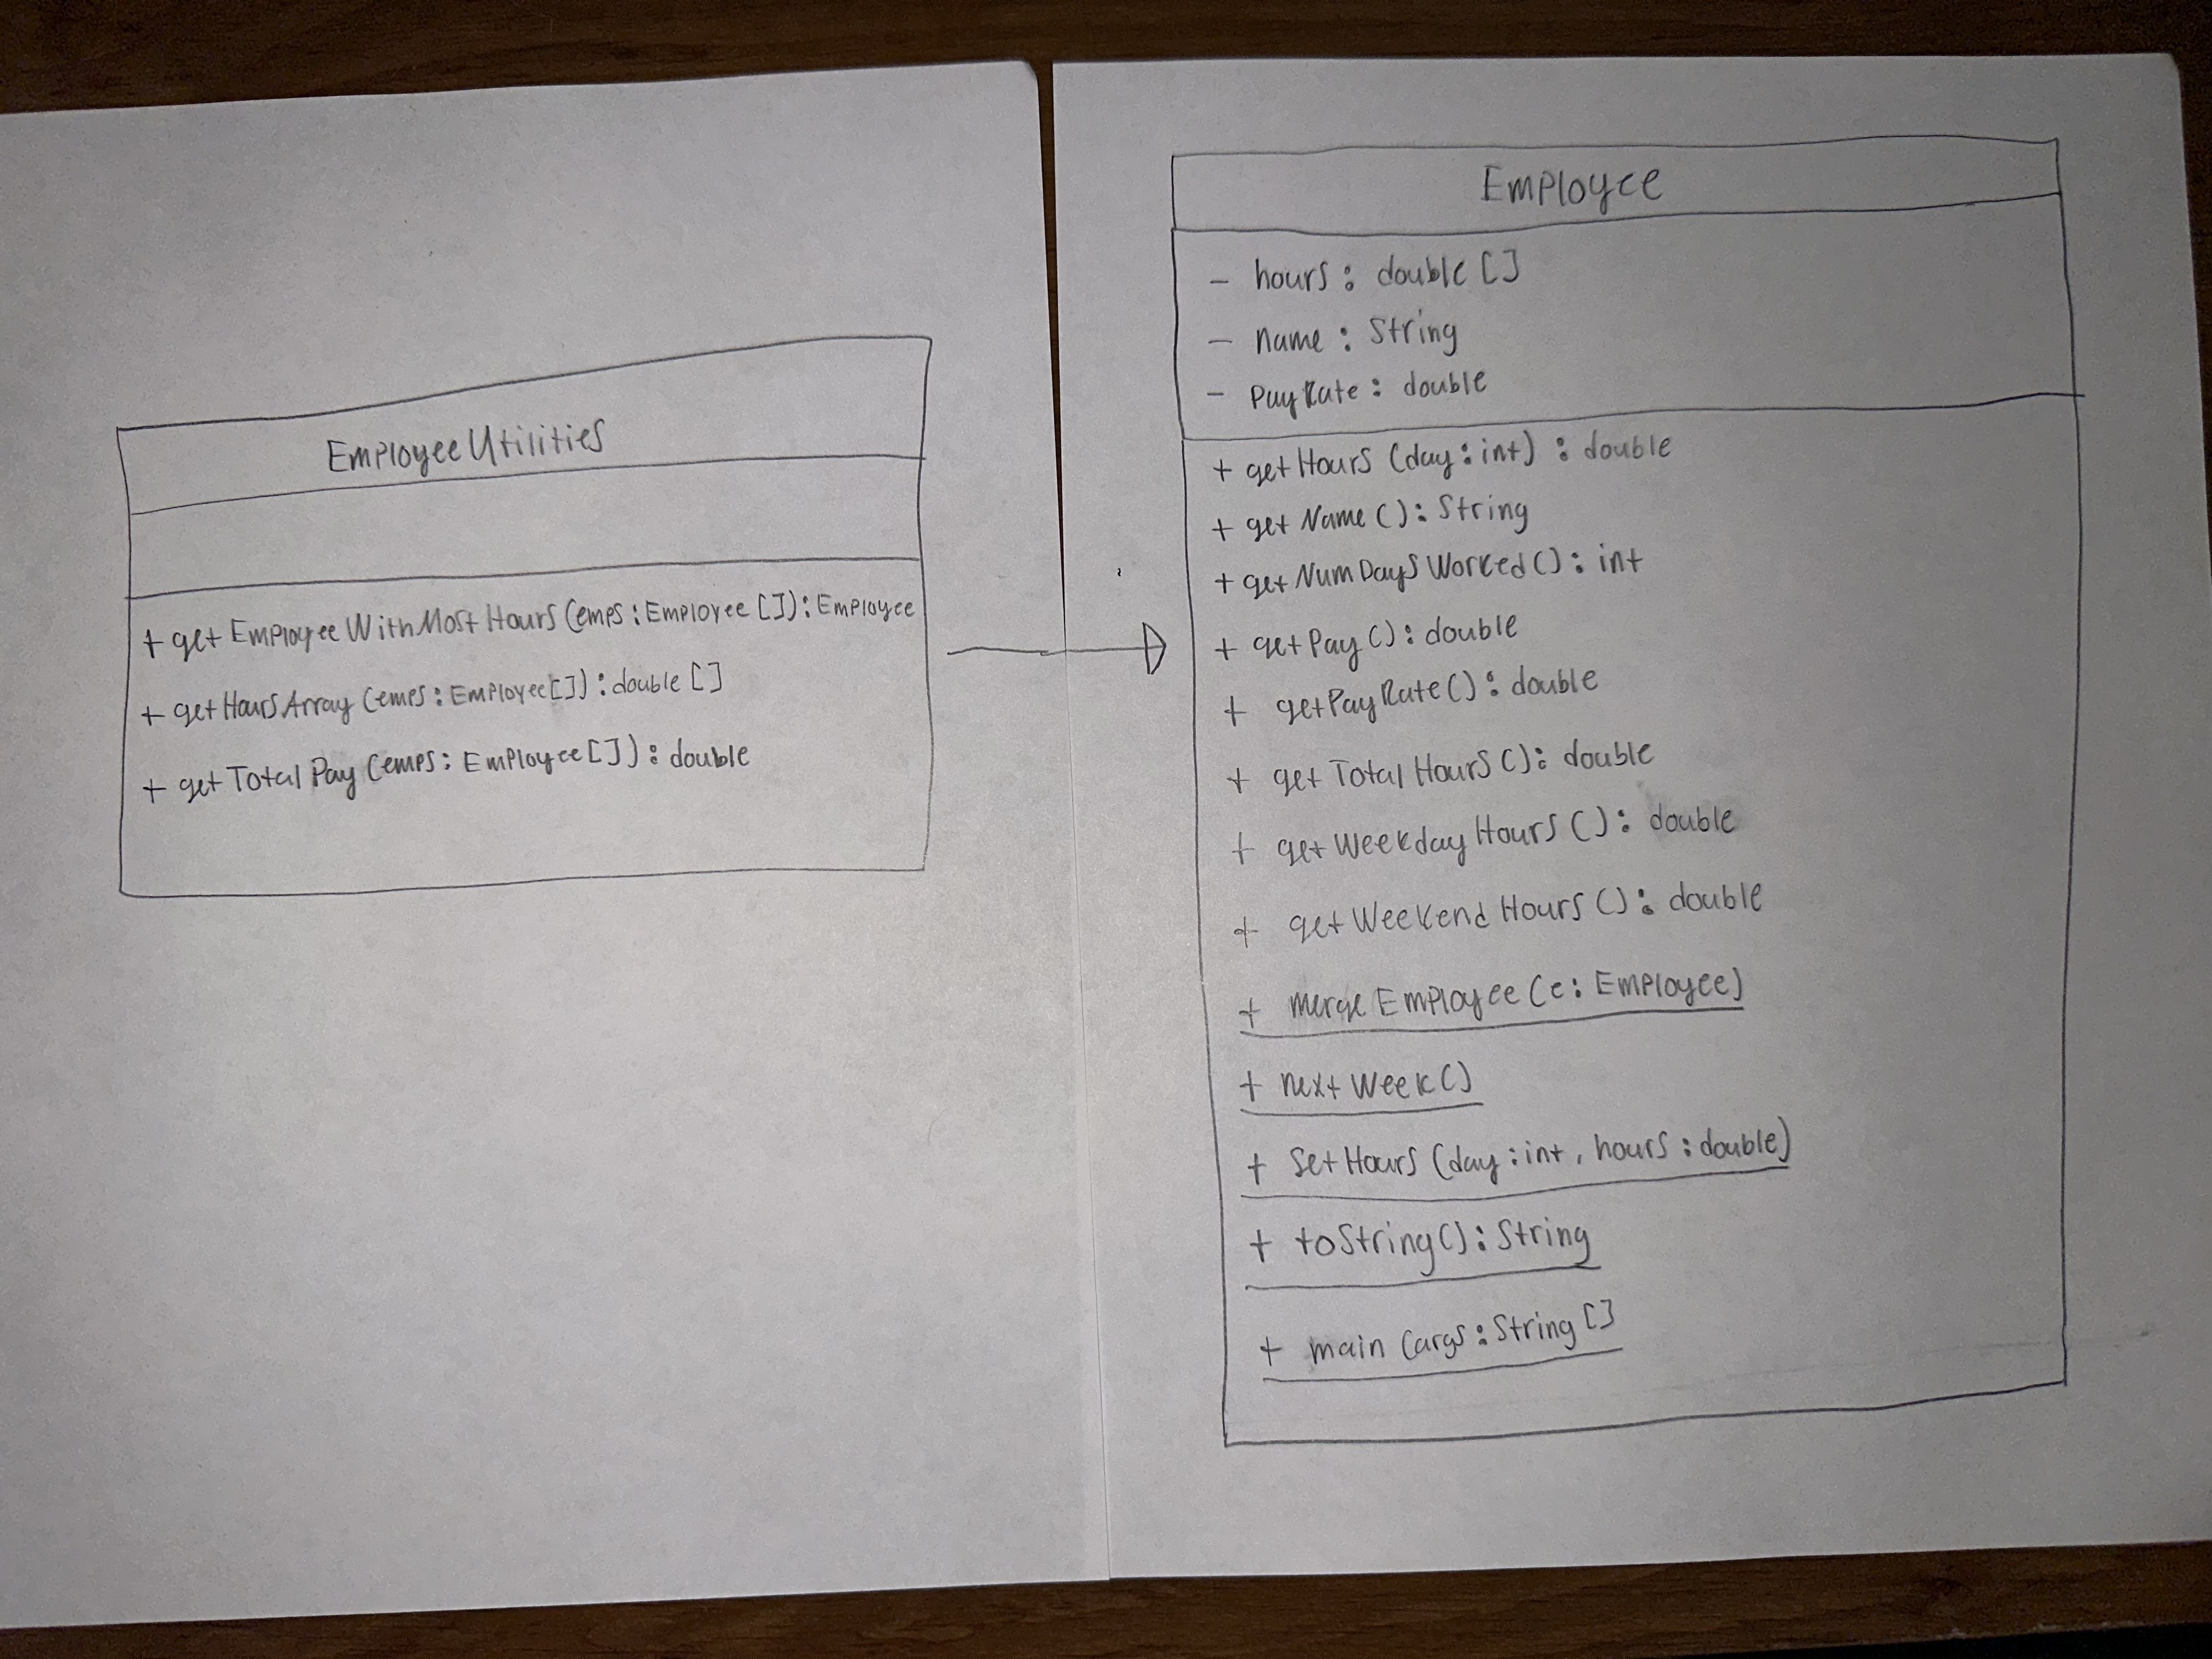 EmployeeUtilities
+ getEmployeeWithMostHours(emps:Employee[]):Employee
+ getHoursArray(emps:Employee[]):double[]
+ getTotalPay(emps:Employee[]):double
Employee
- hours: double[]
- name: String
- PayRate: double
+ getHours(day:int): double
+ getName(): String
+ getNumDaysWorked(): int
+ getPay(): double
+ getPayRate(): double
+ getTotalHours(): double
+ getWeekdayHours(): double
+ getWeekendHours(): double
+ mergeEmployee(e: Employee)
+ nextWeek()
+ setHours(day:int, hours:double)
+ toString(): String
+ main(args:String[]